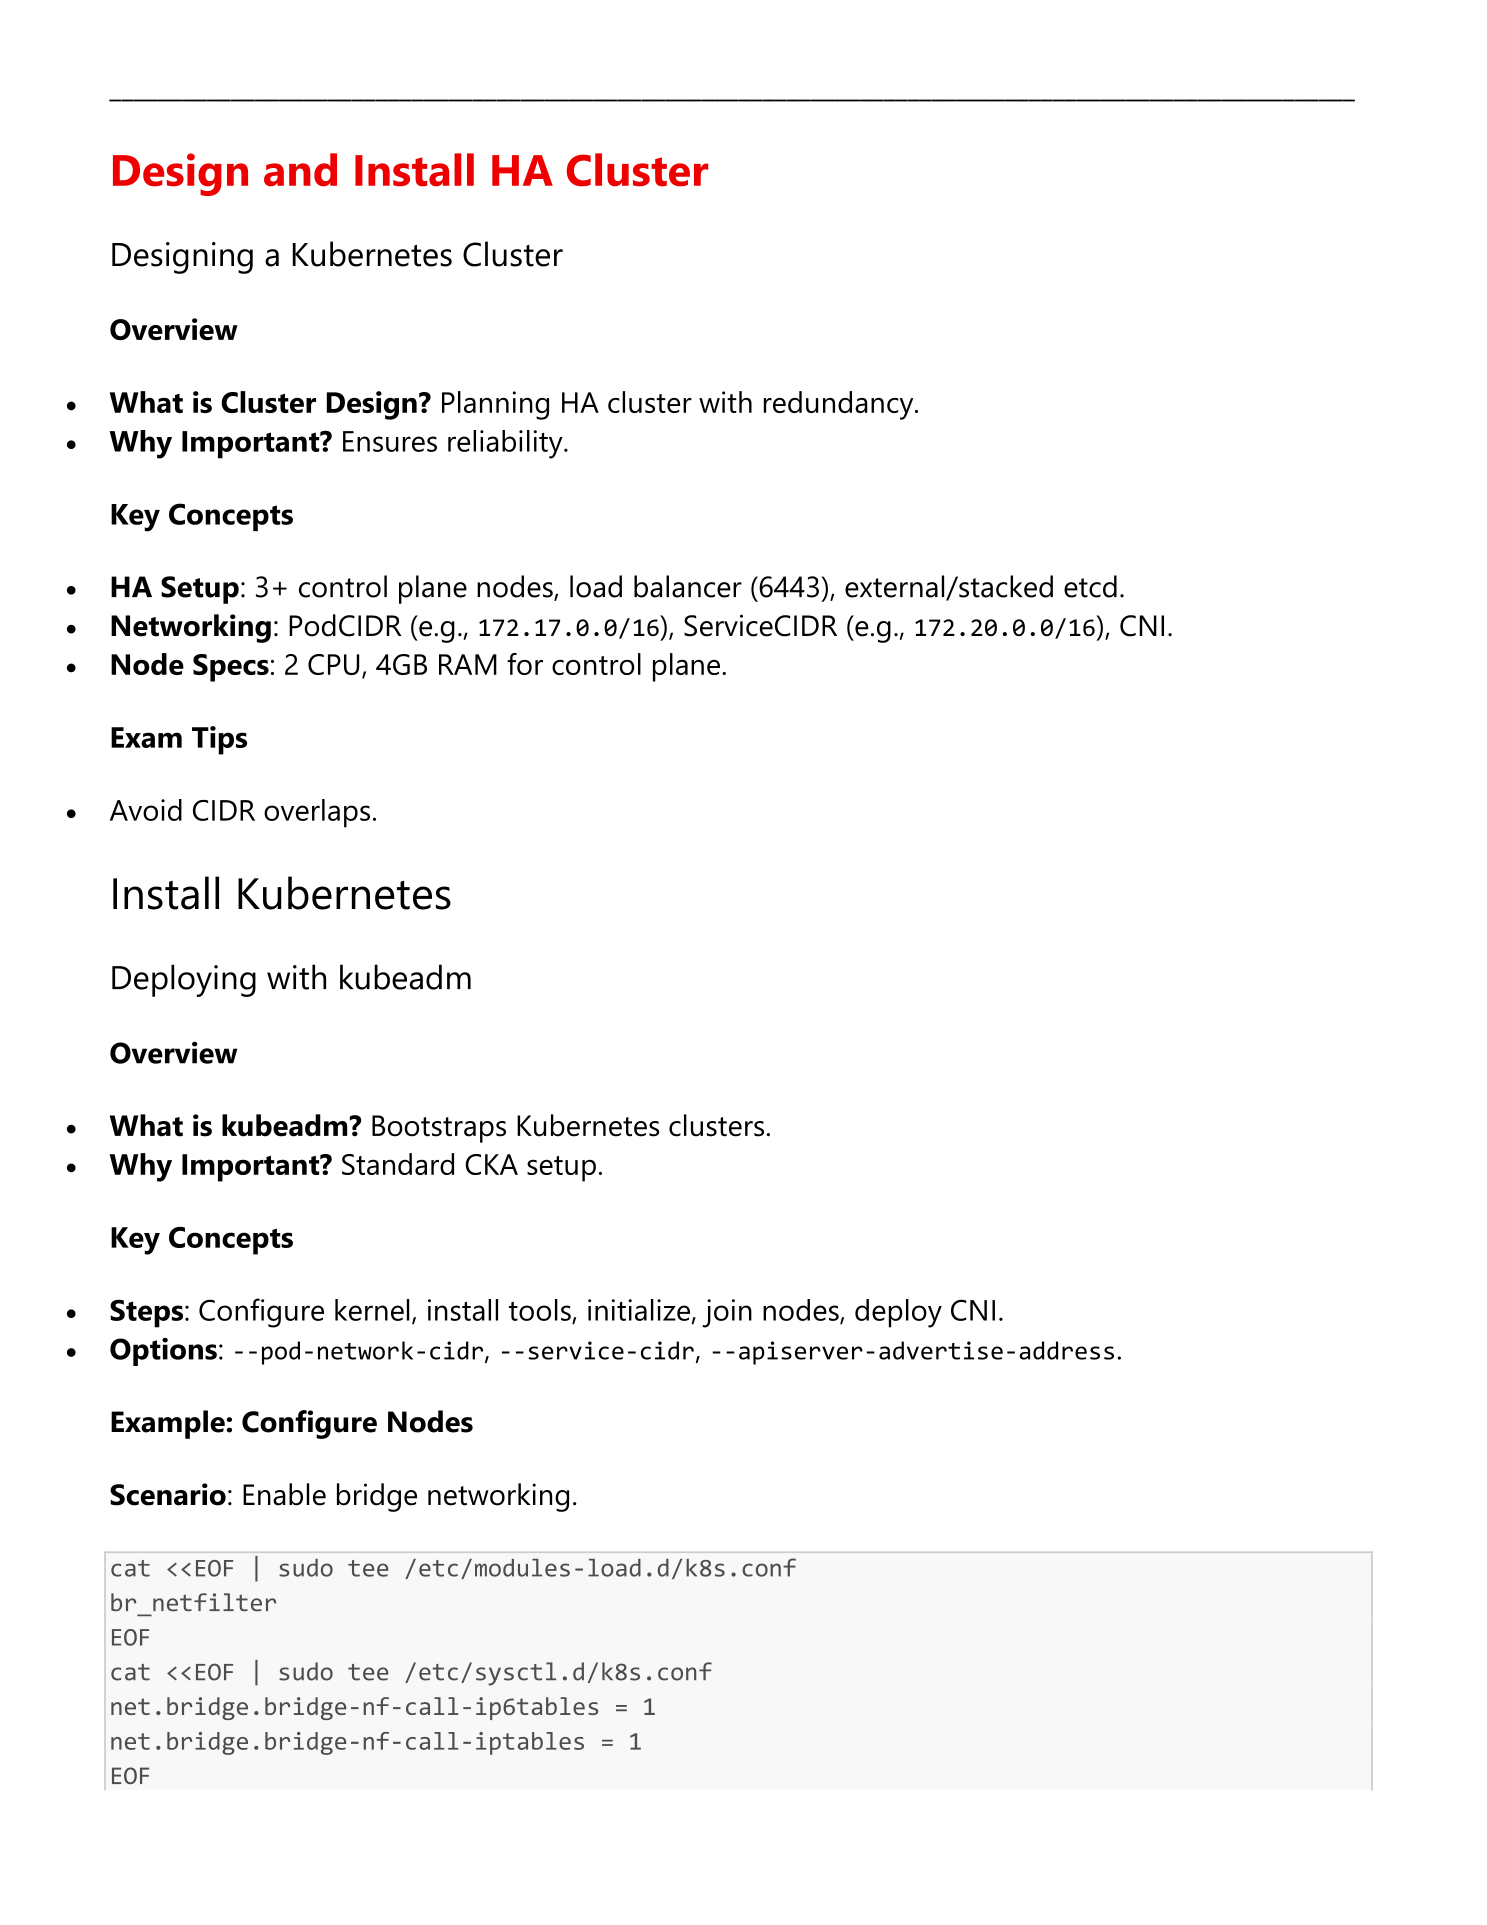 Design and Install HA Cluster
Designing a Kubernetes Cluster
Overview
• What is Cluster Design? Planning HA cluster with redundancy.
• Why Important? Ensures reliability.
Key Concepts
• HA Setup: 3+ control plane nodes, load balancer (6443), external/stacked etcd.
• Networking: PodCIDR (e.g., 172.17.0.0/16), ServiceCIDR (e.g., 172.20.0.0/16), CNI.
• Node Specs: 2 CPU, 4GB RAM for control plane.
Exam Tips
• Avoid CIDR overlaps.
Install Kubernetes
Deploying with kubeadm
Overview
• What is kubeadm? Bootstraps Kubernetes clusters.
• Why Important? Standard CKA setup.
Key Concepts
• Steps: Configure kernel, install tools, initialize, join nodes, deploy CNI.
• Options: --pod-network-cidr, --service-cidr, --apiserver-advertise-address.
Example: Configure Nodes
Scenario: Enable bridge networking.
cat <<EOF | sudo tee /etc/modules-load.d/k8s.conf
br_netfilter
EOF
cat <<EOF | sudo tee /etc/sysctl.d/k8s.conf
net.bridge.bridge-nf-call-ip6tables = 1
net.bridge.bridge-nf-call-iptables = 1
EOF